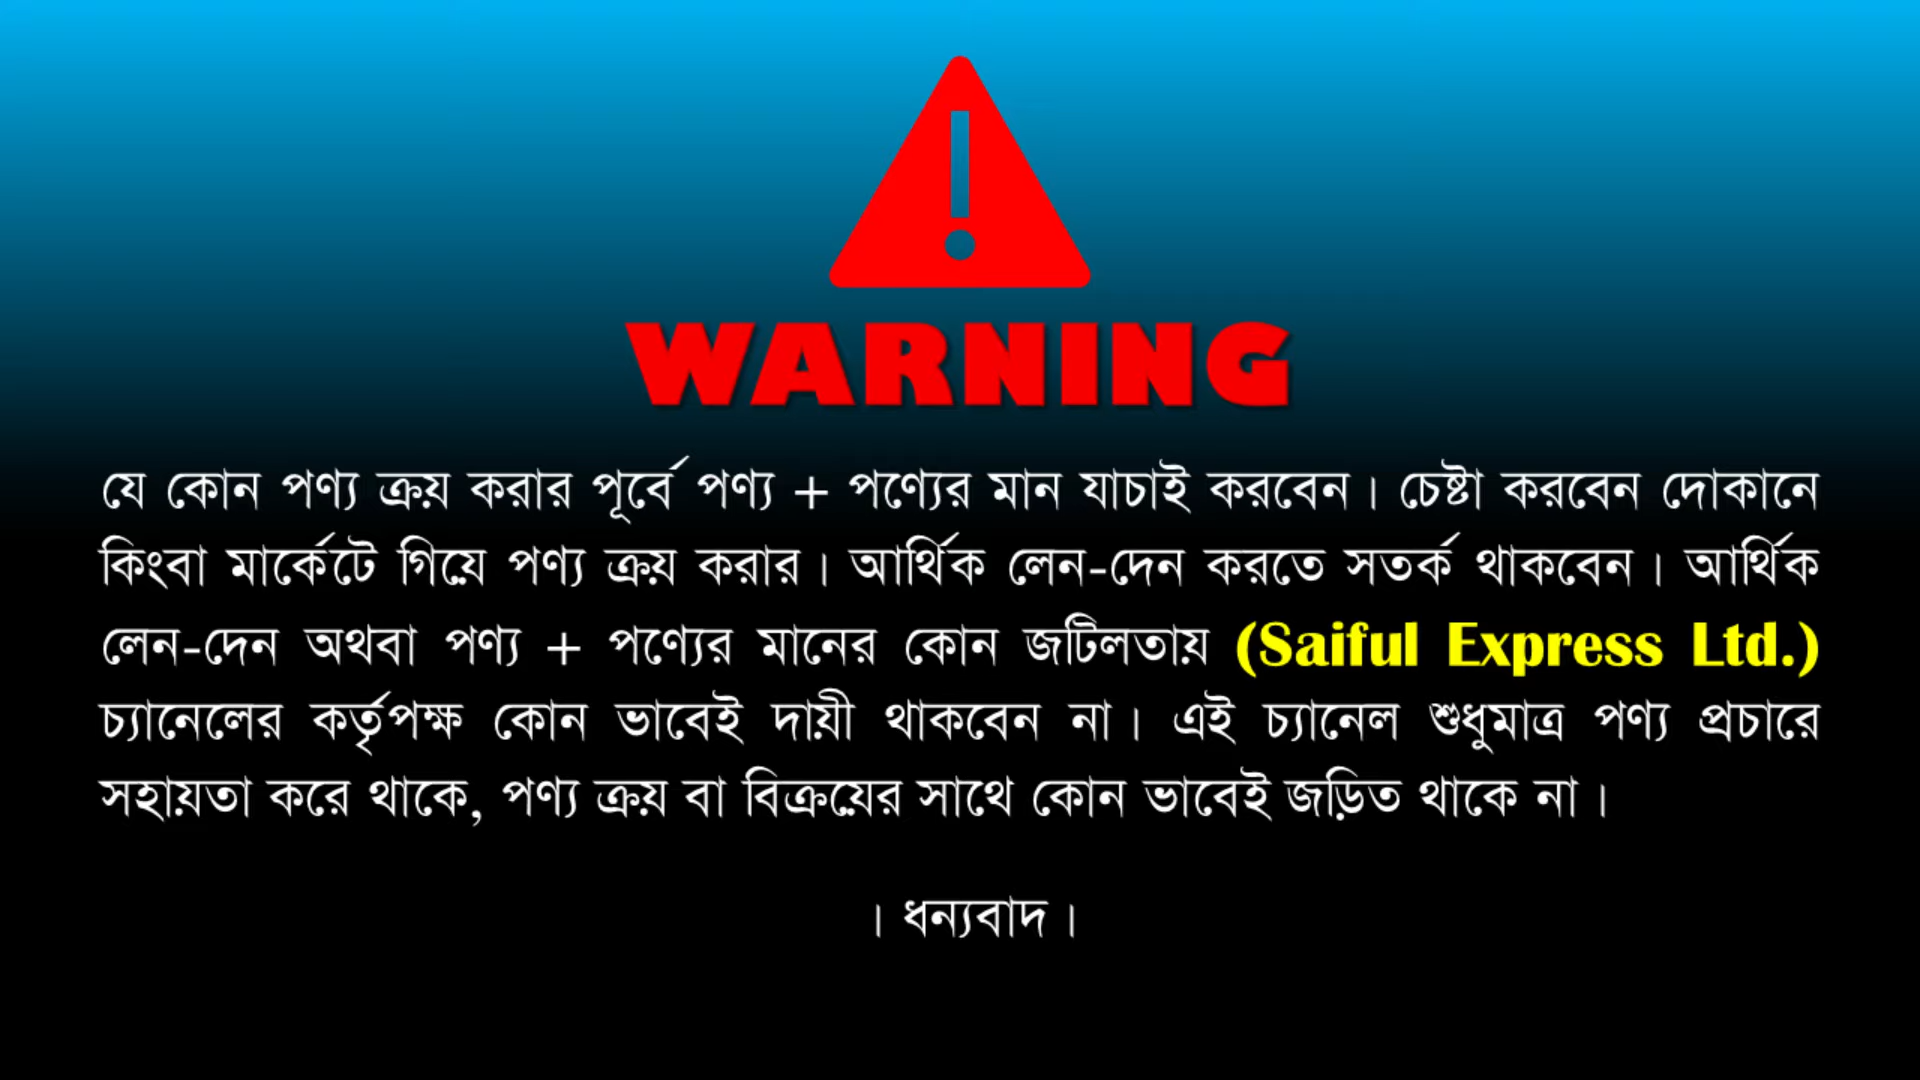 WARNING
যে কোন পণ্য ক্রয় করার পূর্বে পণ্য + পণ্যের মান যাচাই করবেন। চেষ্টা করবেন দোকানে
কিংবা মার্কেটে গিয়ে পণ্য ক্রয় করার। আর্থিক লেন-দেন করতে সতর্ক থাকবেন। আর্থিক
লেন-দেন অথবা পণ্য + পণ্যের মানের কোন জটিলতায় (Saiful Express Ltd.)
চ্যানেলের কর্তৃপক্ষ কোন ভাবেই দায়ী থাকবেন না। এই চ্যানেল শুধুমাত্র পণ্য প্রচারে
সহায়তা করে থাকে, পণ্য ক্রয় বা বিক্রয়ের সাথে কোন ভাবেই জড়িত থাকে না।
। ধন্যবাদ ।